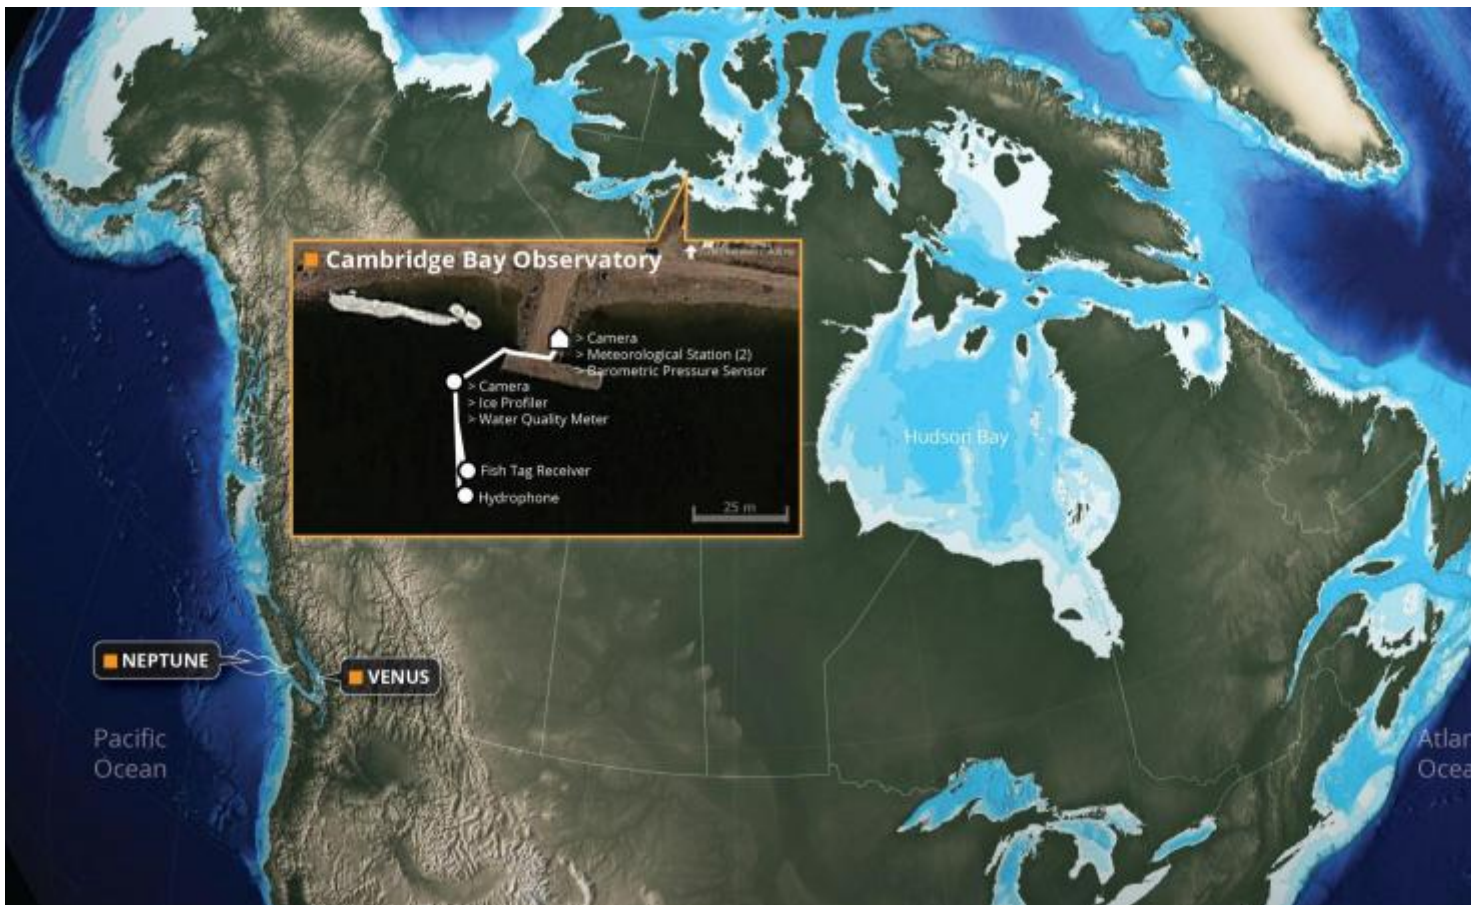 Cambridge Bay Observatory
> Camera
> Meteorological Station (2)
> Barometric Pressure Sensor
> Camera
> Ice Profiler
> Water Quality Meter
Fish Tag Receiver
Hydrophone
25 m
Hudson Bay
NEPTUNE
VENUS
Pacific
Ocean
Atlan
Ocea